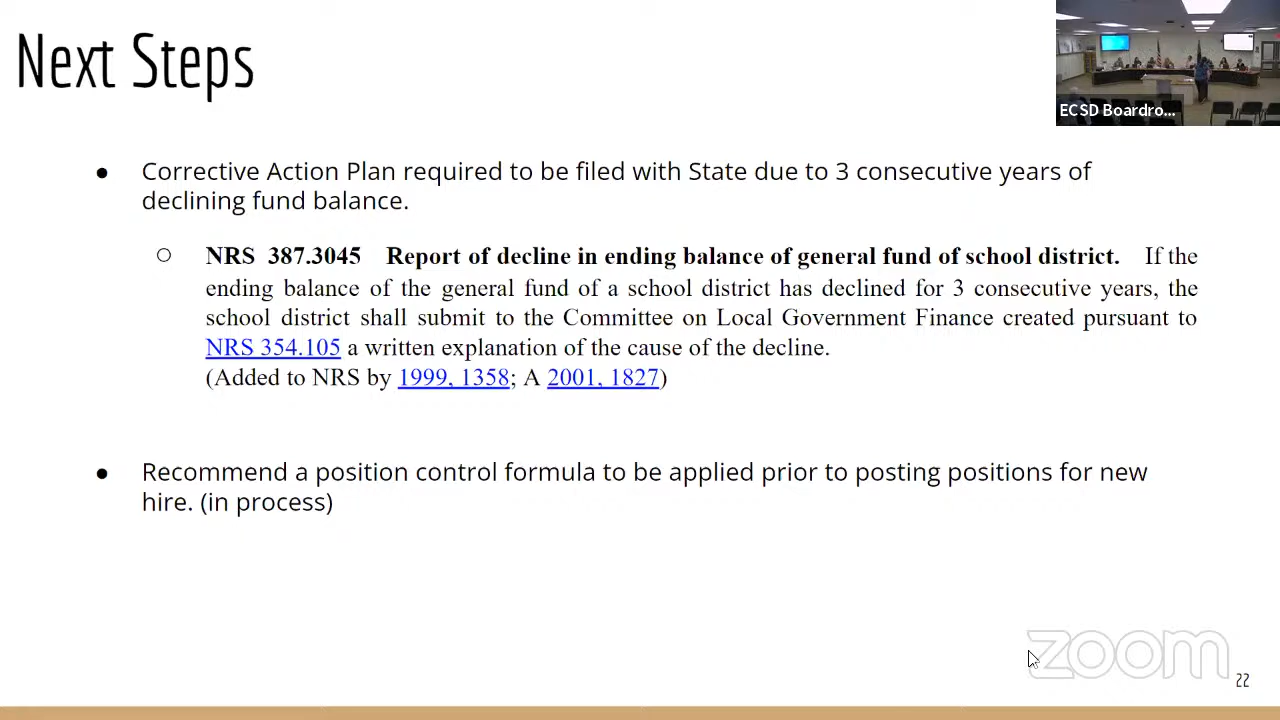 Next Steps
ECSD Boardro...
● Corrective Action Plan required to be filed with State due to 3 consecutive years of
declining fund balance.
○ NRS 387.3045 Report of decline in ending balance of general fund of school district. If the
ending balance of the general fund of a school district has declined for 3 consecutive years, the
school district shall submit to the Committee on Local Government Finance created pursuant to
NRS 354.105 a written explanation of the cause of the decline.
(Added to NRS by 1999, 1358; A 2001, 1827)
● Recommend a position control formula to be applied prior to posting positions for new
hire. (in process)
zoom
22